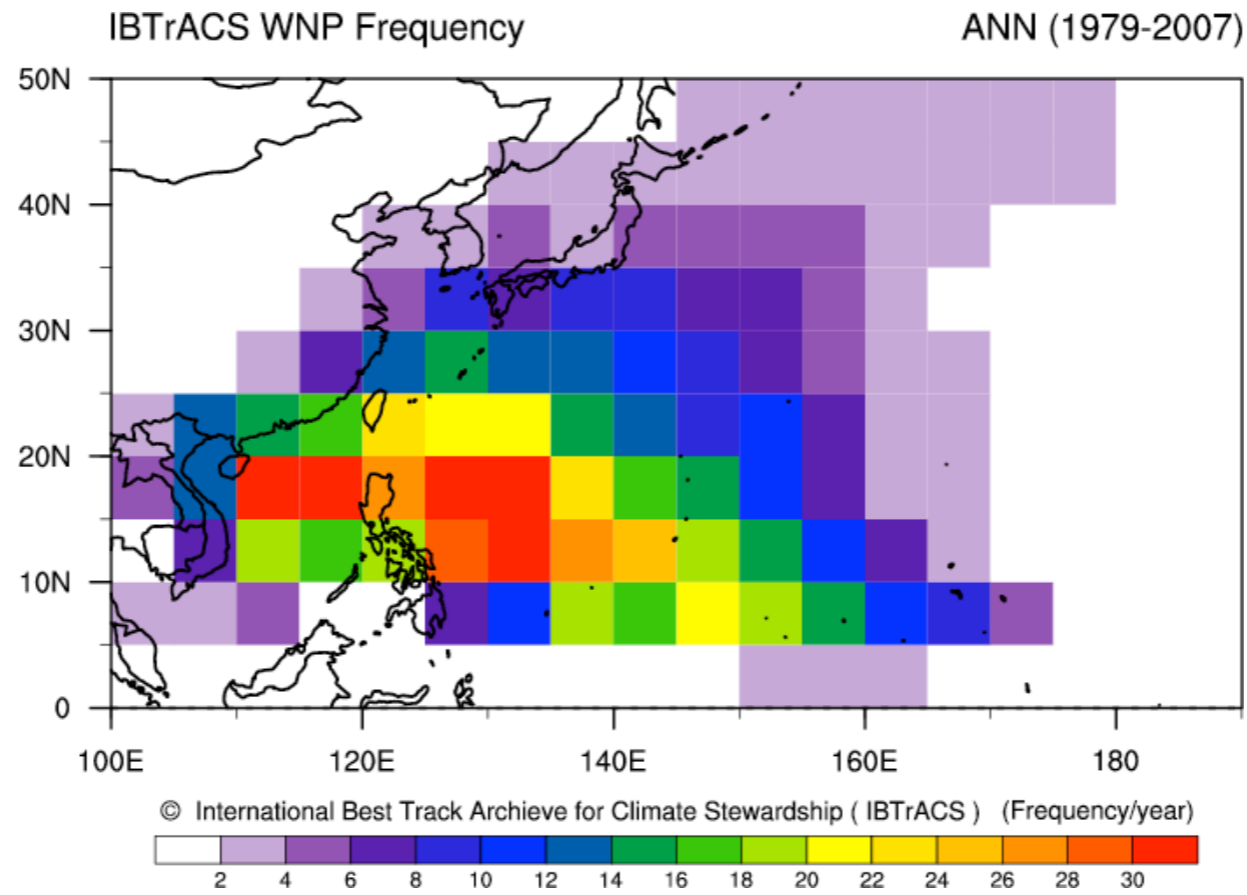 IBTrACS WNP Frequency ANN (1979-2007)
50N
40N
30N
20N
10N
0
100E 120E 140E 160E 180
© International Best Track Archieve for Climate Stewardship ( IBTrACS ) (Frequency/year)
2 4 6 8 10 12 14 16 18 20 22 24 26 28 30